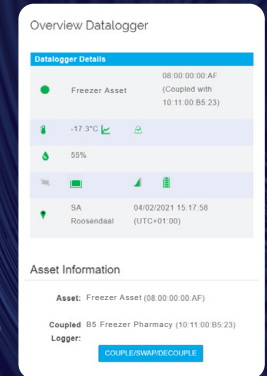 Overview Datalogger
Datalogger Details
Freezer Asset
08:00:00:00:AF
(Coupled with
10:11:00:B5:23)
-17.3°C
55%
SA
Roosendaal
04/02/2021 15:17:58
(UTC+01:00)
Asset Information
Asset: Freezer Asset (08:00:00:00:AF)
Coupled B5 Freezer Pharmacy (10:11:00:B5:23)
Logger:
COUPLE/SWAP/DECOUPLE